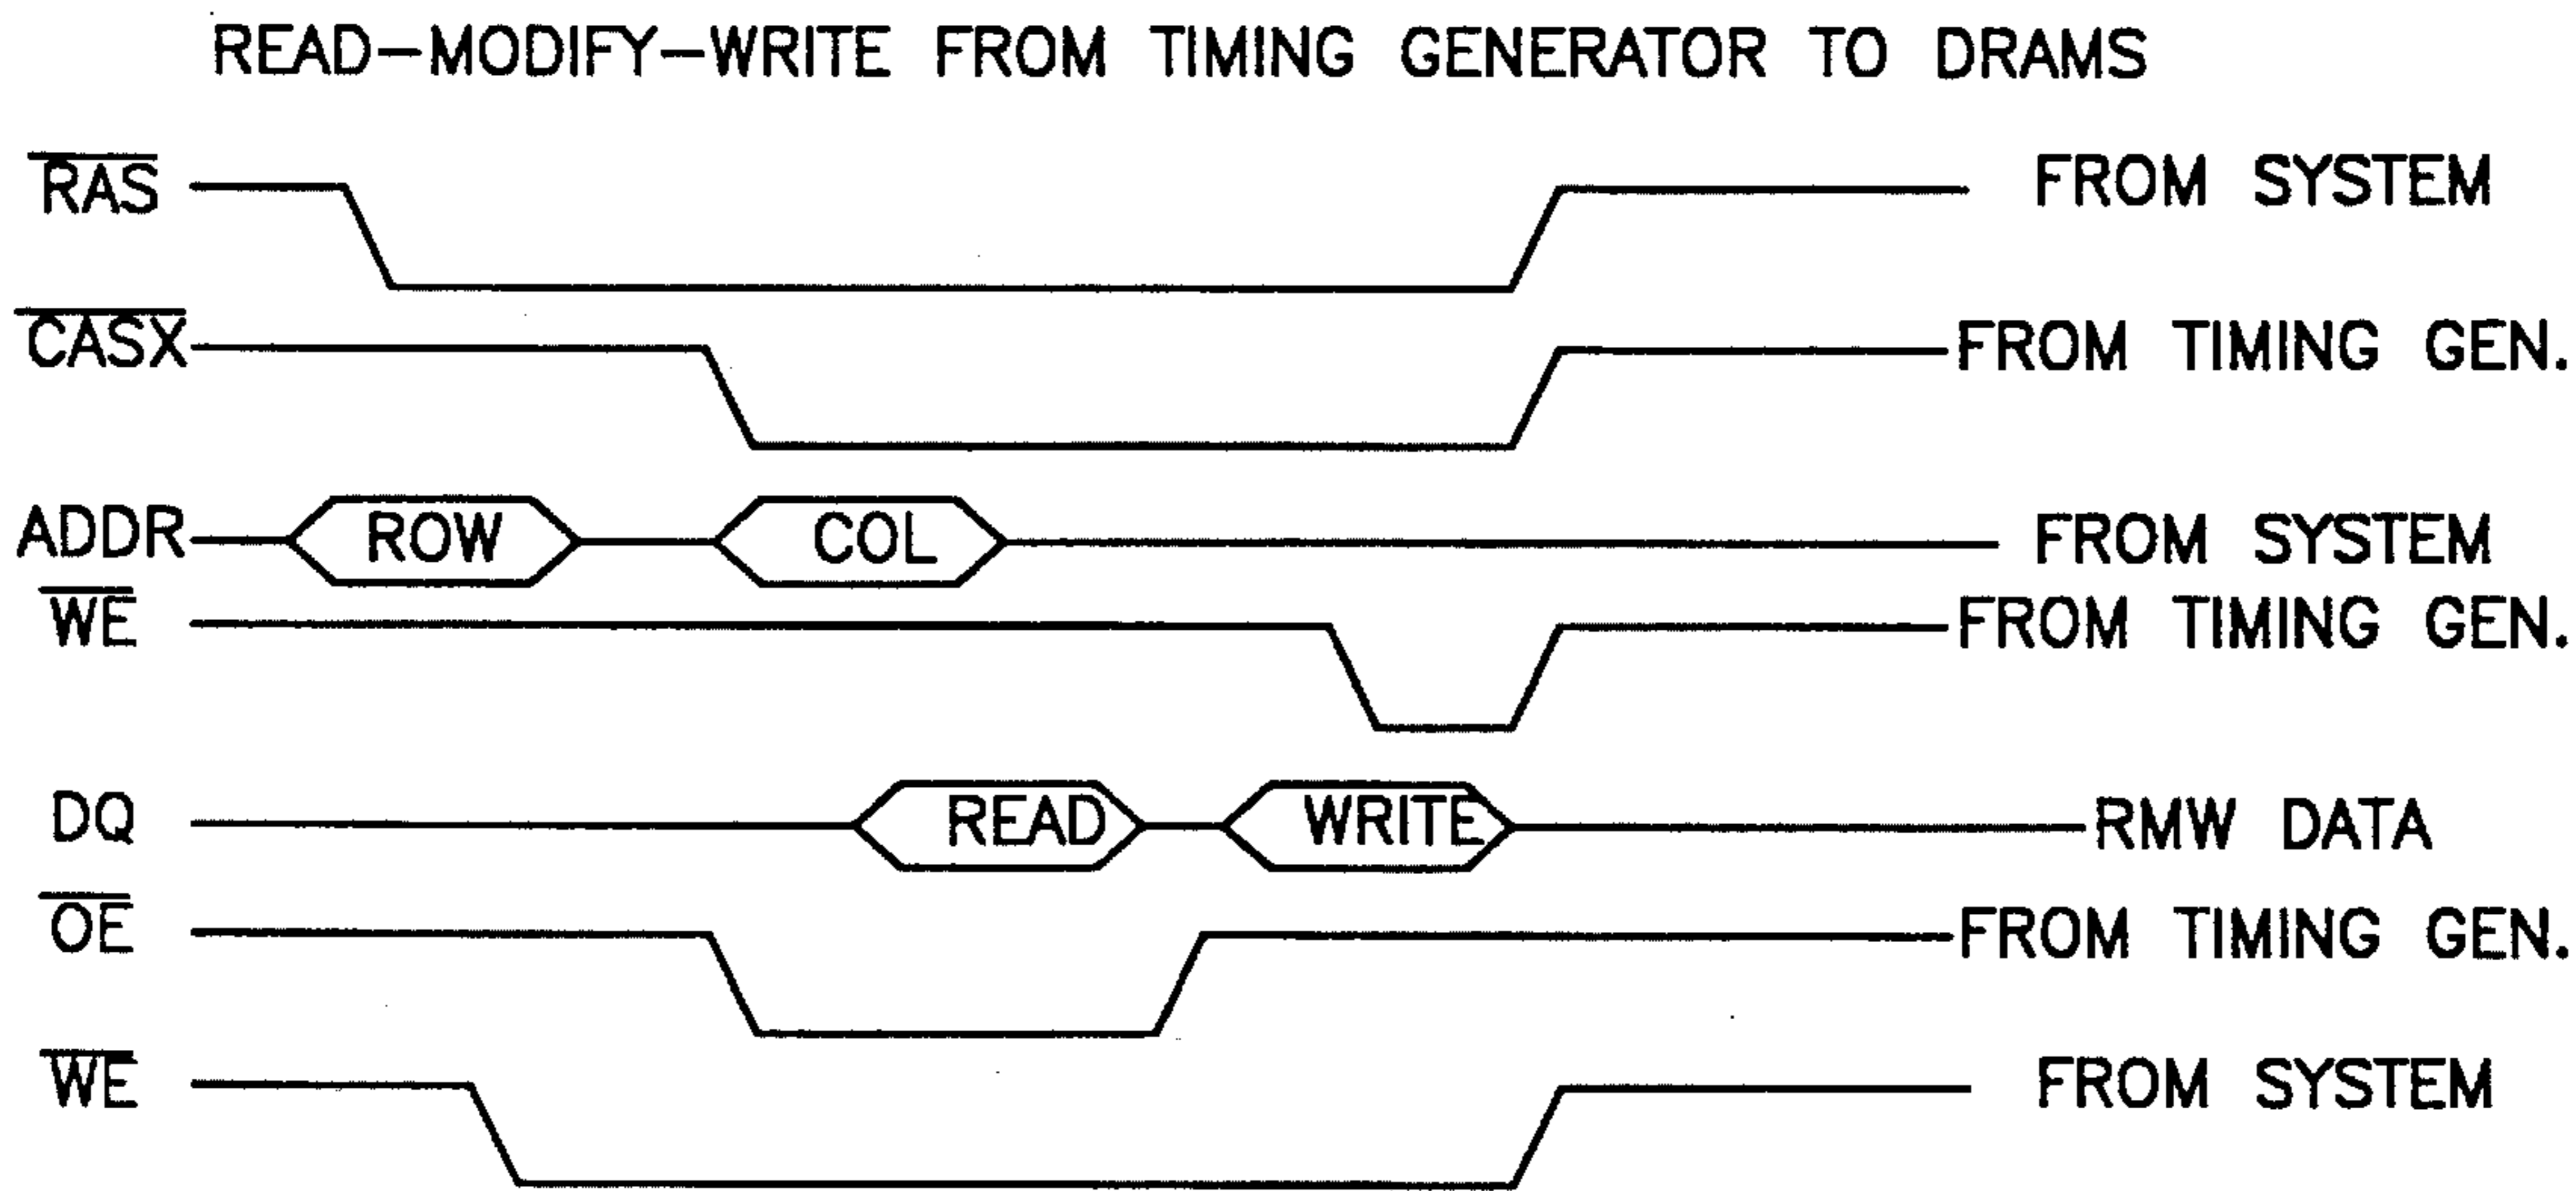 READ-MODIFY-WRITE FROM TIMING GENERATOR TO DRAMS
RAS FROM SYSTEM
CASX FROM TIMING GEN.
ADDR ROW COL FROM SYSTEM
WE FROM TIMING GEN.
DQ READ WRITE RMW DATA
OE FROM TIMING GEN.
WE FROM SYSTEM